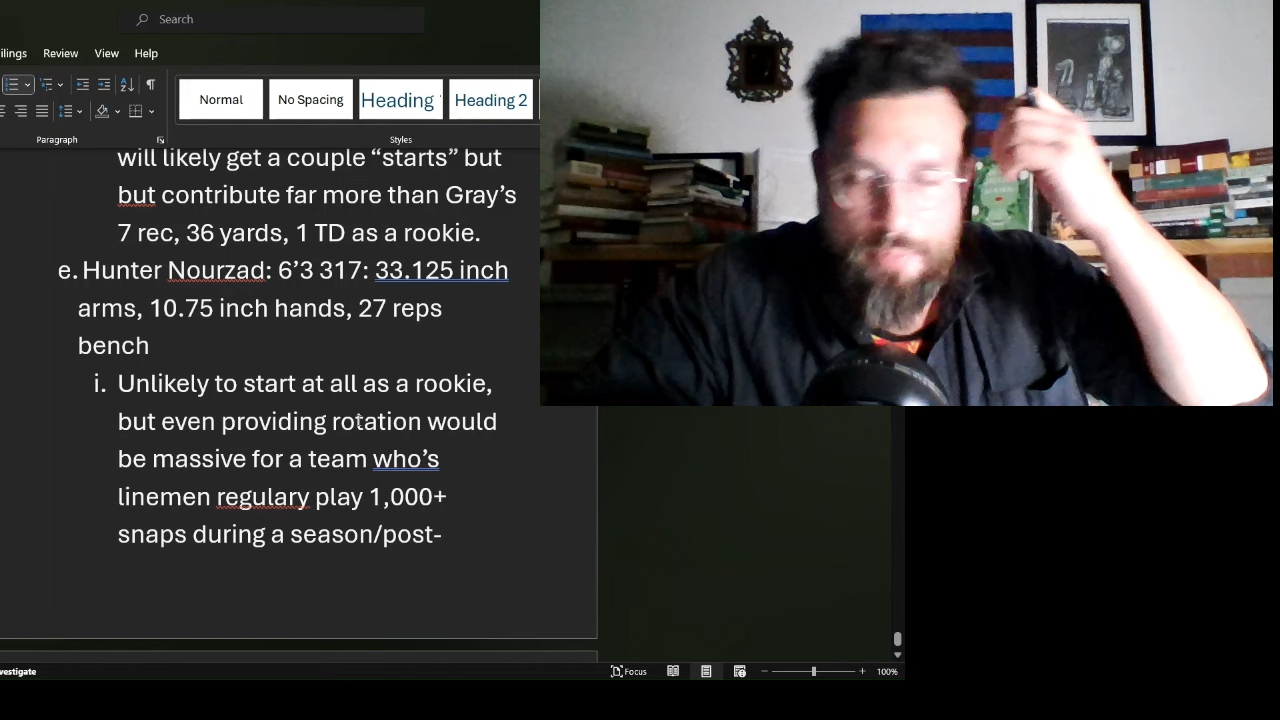 Search
ilings Review View Help
Normal
No Spacing
Heading
Heading 2
Paragraph
Styles
will likely get a couple “starts” but
but contribute far more than Gray’s
7 rec, 36 yards, 1 TD as a rookie.
e. Hunter Nourzad: 6’3 317: 33.125 inch
arms, 10.75 inch hands, 27 reps
bench
i. Unlikely to start at all as a rookie,
but even providing rotation would
be massive for a team who’s
linemen regulary play 1,000+
snaps during a season/post-
vestigate
Focus
100%